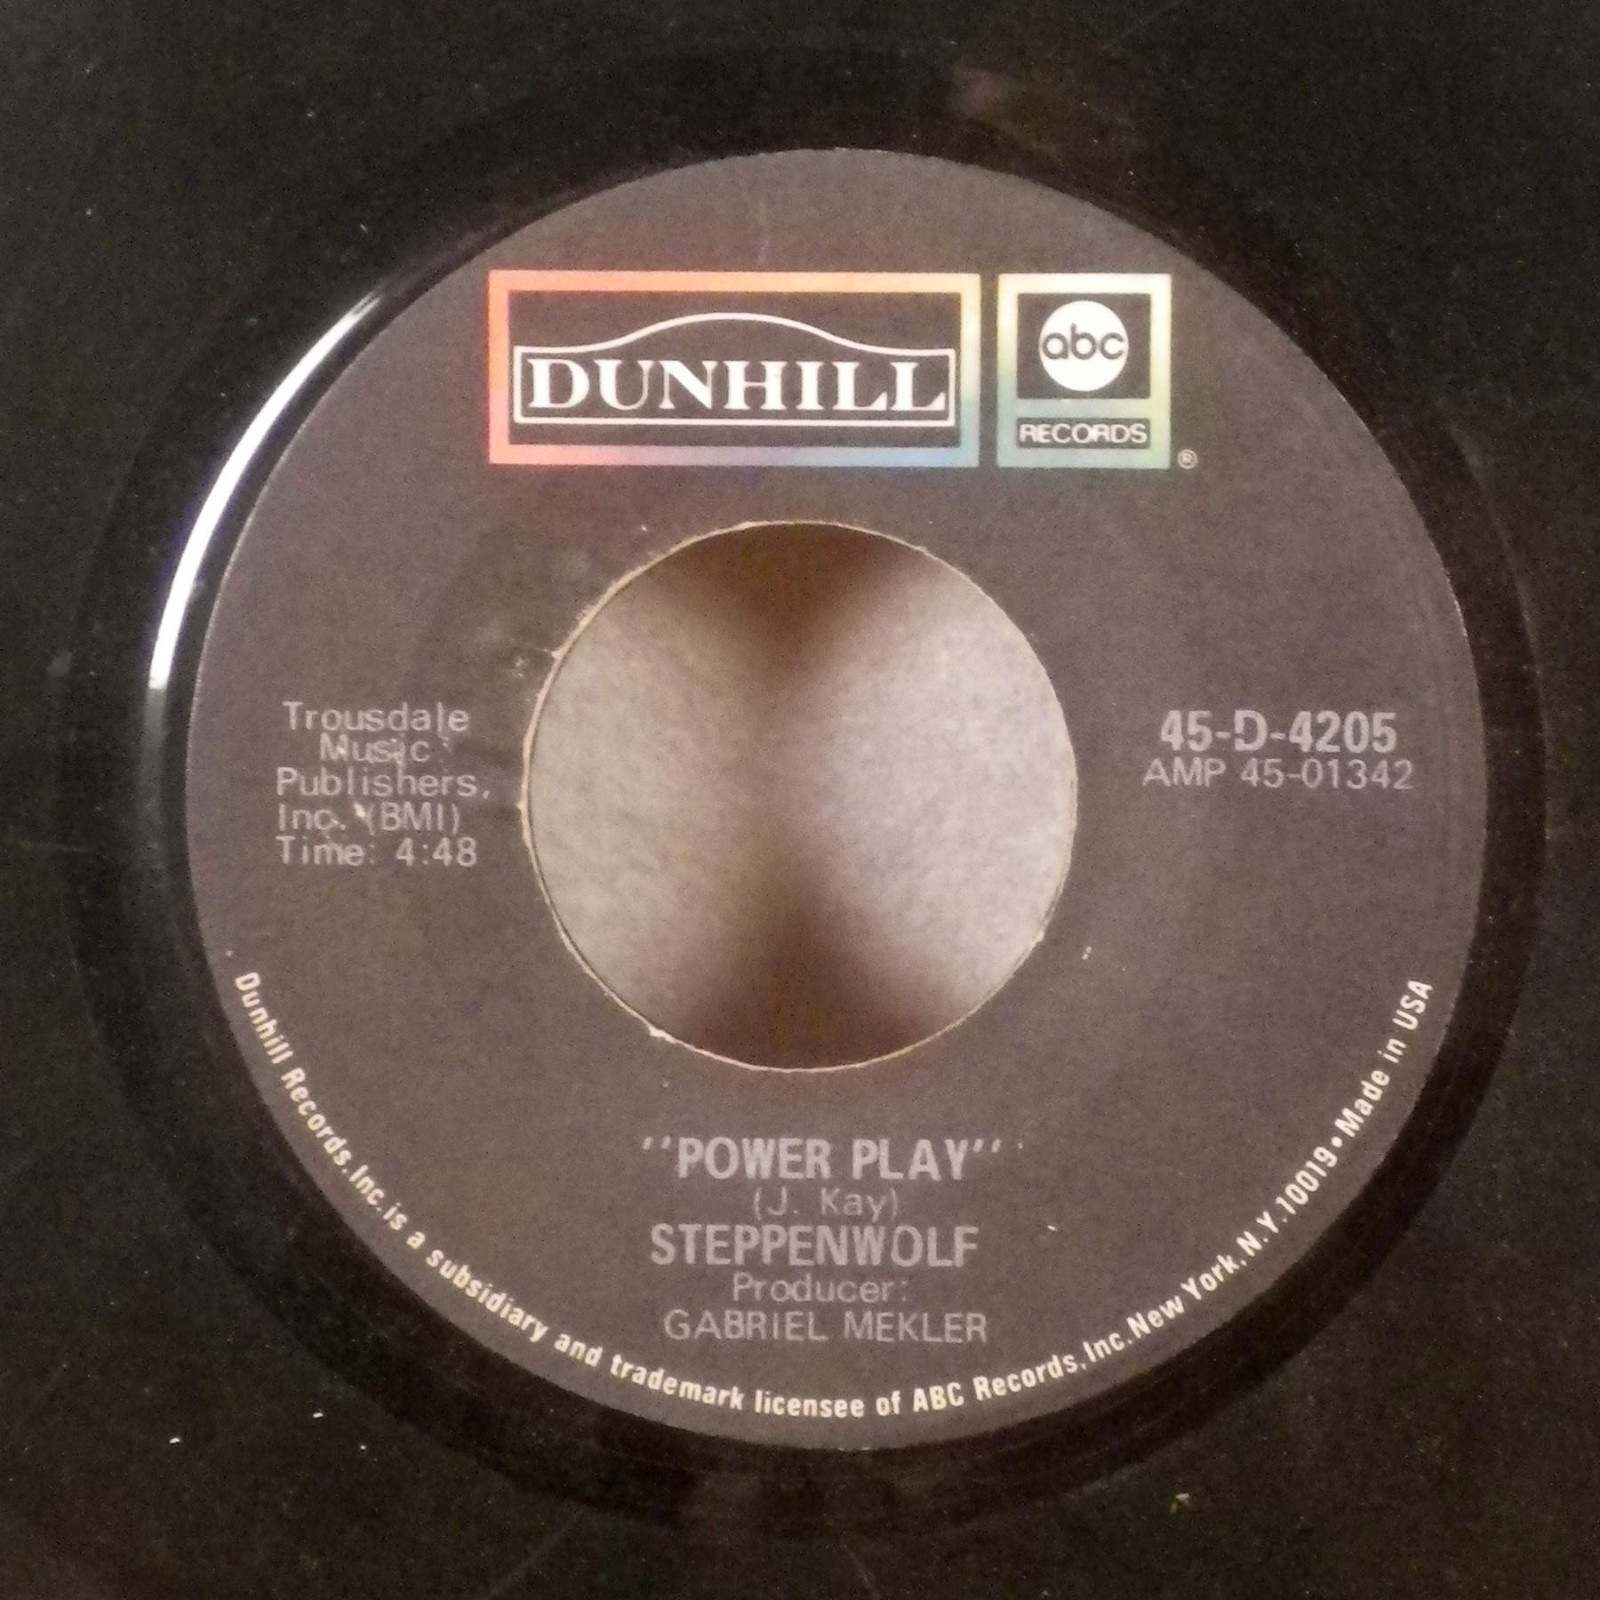 DUNHILL
abc
RECORDS
®
Trousdale
Music
Publishers,
Inc. (BMI)
Time: 4:48
45-D-4205
AMP 45-01342
"POWER PLAY"
(J. Kay)
STEPPENWOLF
Producer:
GABRIEL MEKLER
Dunhill Records, Inc. is a subsidiary and trademark licensee of ABC Records, Inc. New York, N.Y. 10019 • Made in USA